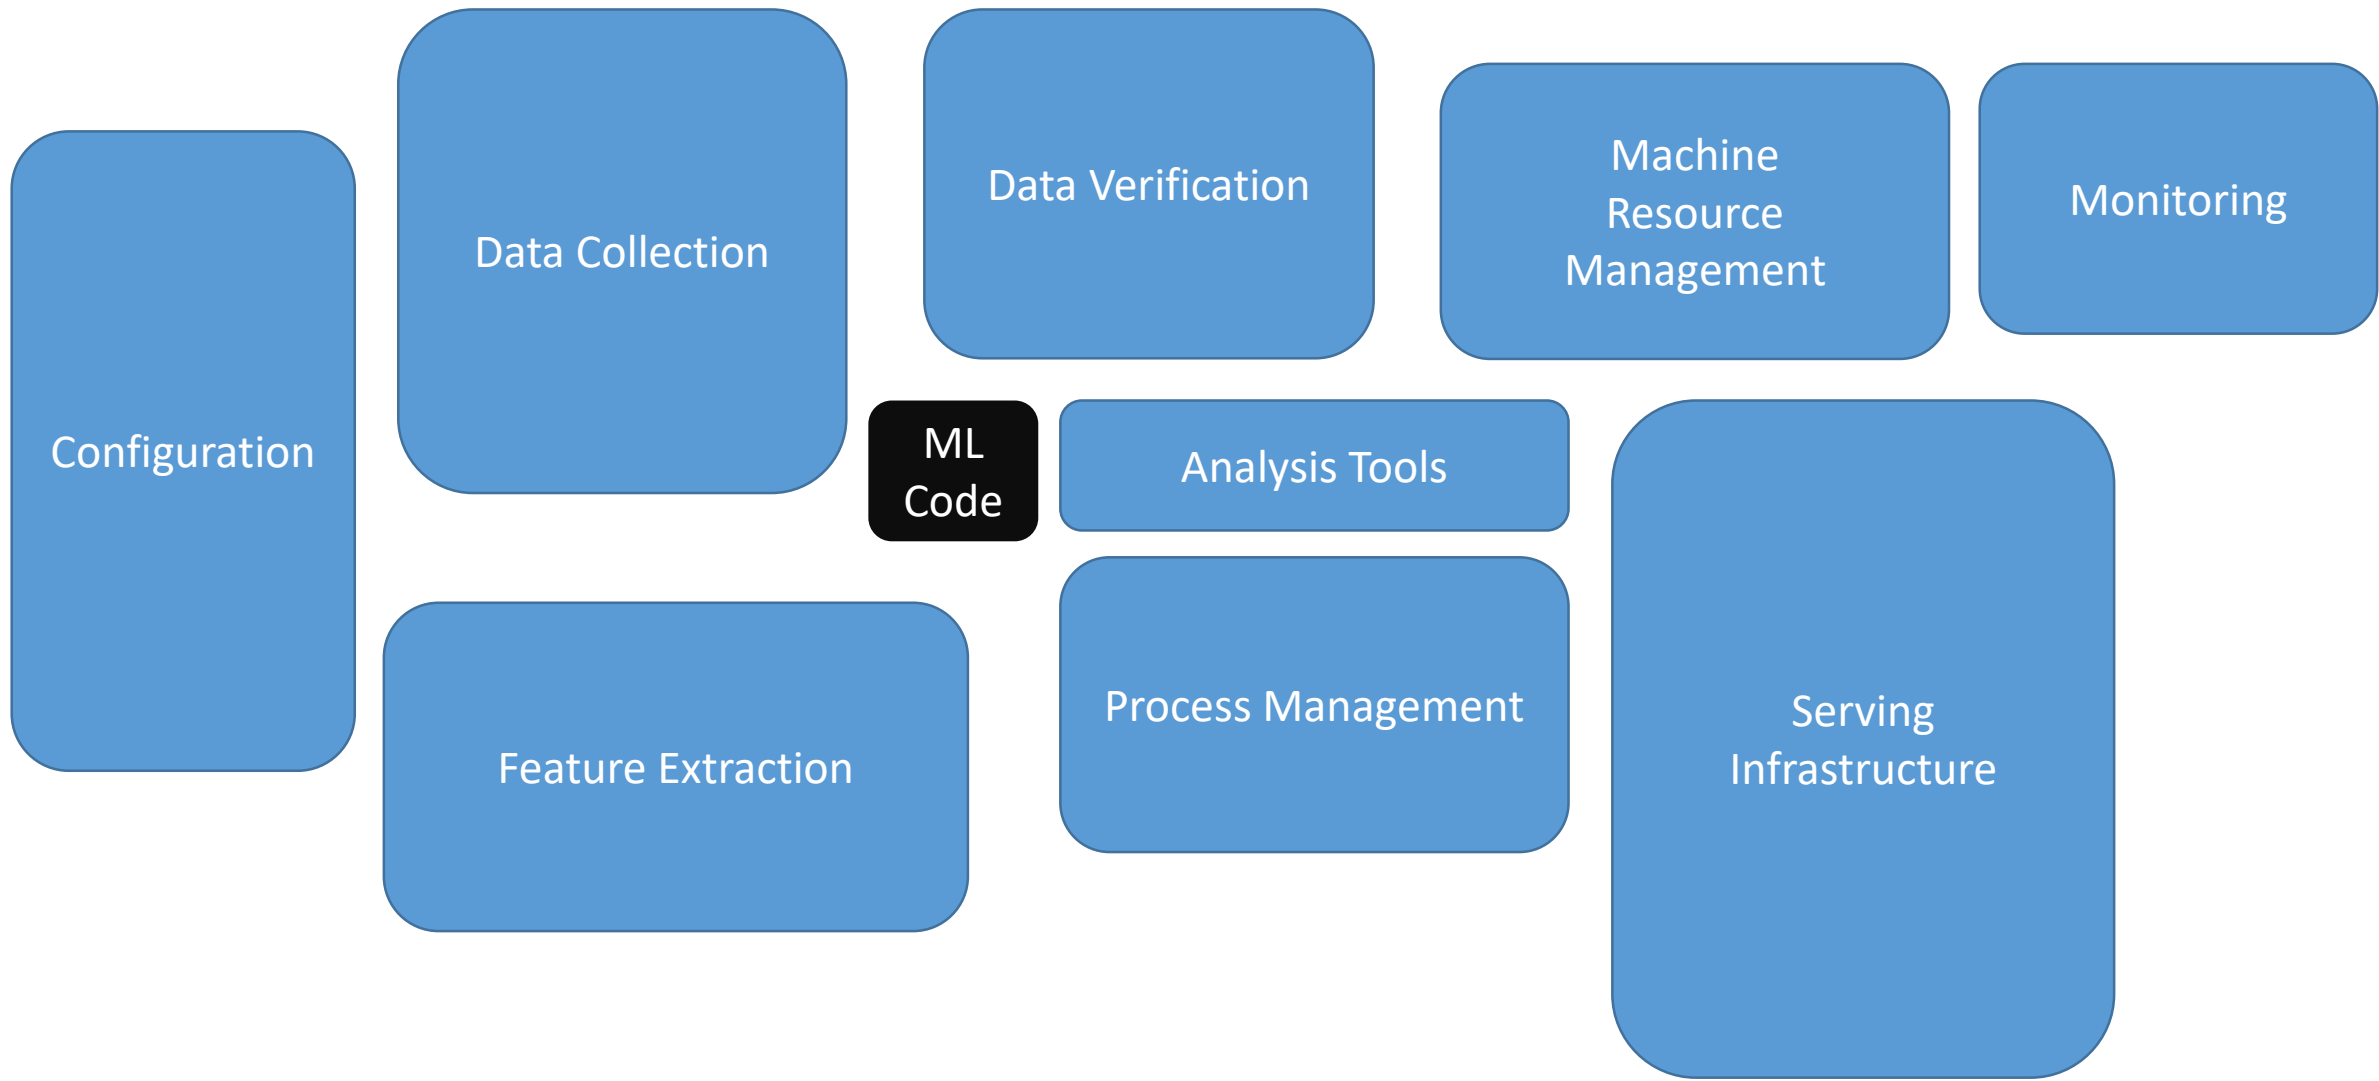 Configuration
Data Collection
Data Verification
Machine
Resource
Management
Monitoring
ML
Code
Analysis Tools
Feature Extraction
Process Management
Serving
Infrastructure